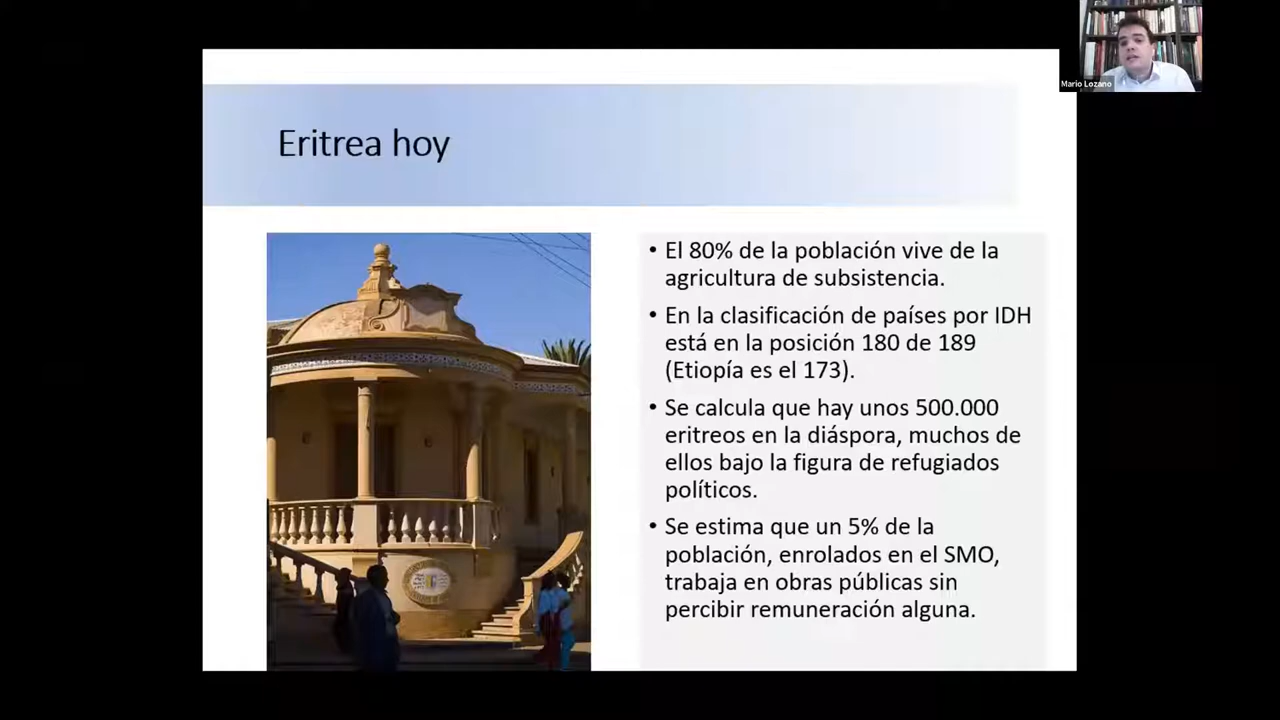 Mario Lozano
Eritrea hoy
• El 80% de la población vive de la
agricultura de subsistencia.
• En la clasificación de países por IDH
está en la posición 180 de 189
(Etiopía es el 173).
• Se calcula que hay unos 500.000
eritreos en la diáspora, muchos de
ellos bajo la figura de refugiados
políticos.
• Se estima que un 5% de la
población, enrolados en el SMO,
trabaja en obras públicas sin
percibir remuneración alguna.